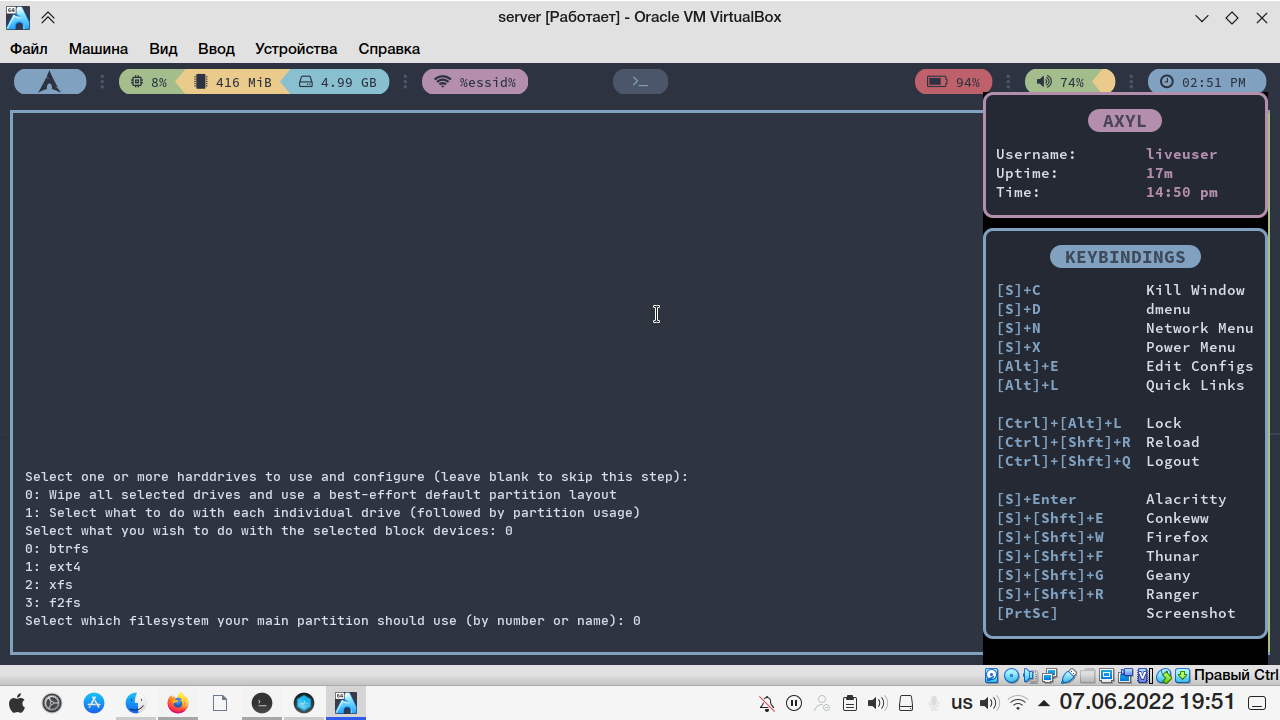 server [Работает] - Oracle VM VirtualBox
Файл Машина Вид Ввод Устройства Справка
8% 416 MiB 4.99 GB %essid% >_ 94% 74% 02:51 PM
AXYL
Username: liveuser
Uptime: 17m
Time: 14:50 pm
KEYBINDINGS
[S]+C Kill Window
[S]+D dmenu
[S]+N Network Menu
[S]+X Power Menu
[Alt]+E Edit Configs
[Alt]+L Quick Links
[Ctrl]+[Alt]+L Lock
[Ctrl]+[Shft]+R Reload
[Ctrl]+[Shft]+Q Logout
[S]+Enter Alacritty
[S]+[Shft]+E Conkeww
[S]+[Shft]+W Firefox
[S]+[Shft]+F Thunar
[S]+[Shft]+G Geany
[S]+[Shft]+R Ranger
[PrtSc] Screenshot
Select one or more harddrives to use and configure (leave blank to skip this step):
0: Wipe all selected drives and use a best-effort default partition layout
1: Select what to do with each individual drive (followed by partition usage)
Select what you wish to do with the selected block devices: 0
0: btrfs
1: ext4
2: xfs
3: f2fs
Select which filesystem your main partition should use (by number or name): 0
Правый Ctrl
us 07.06.2022 19:51